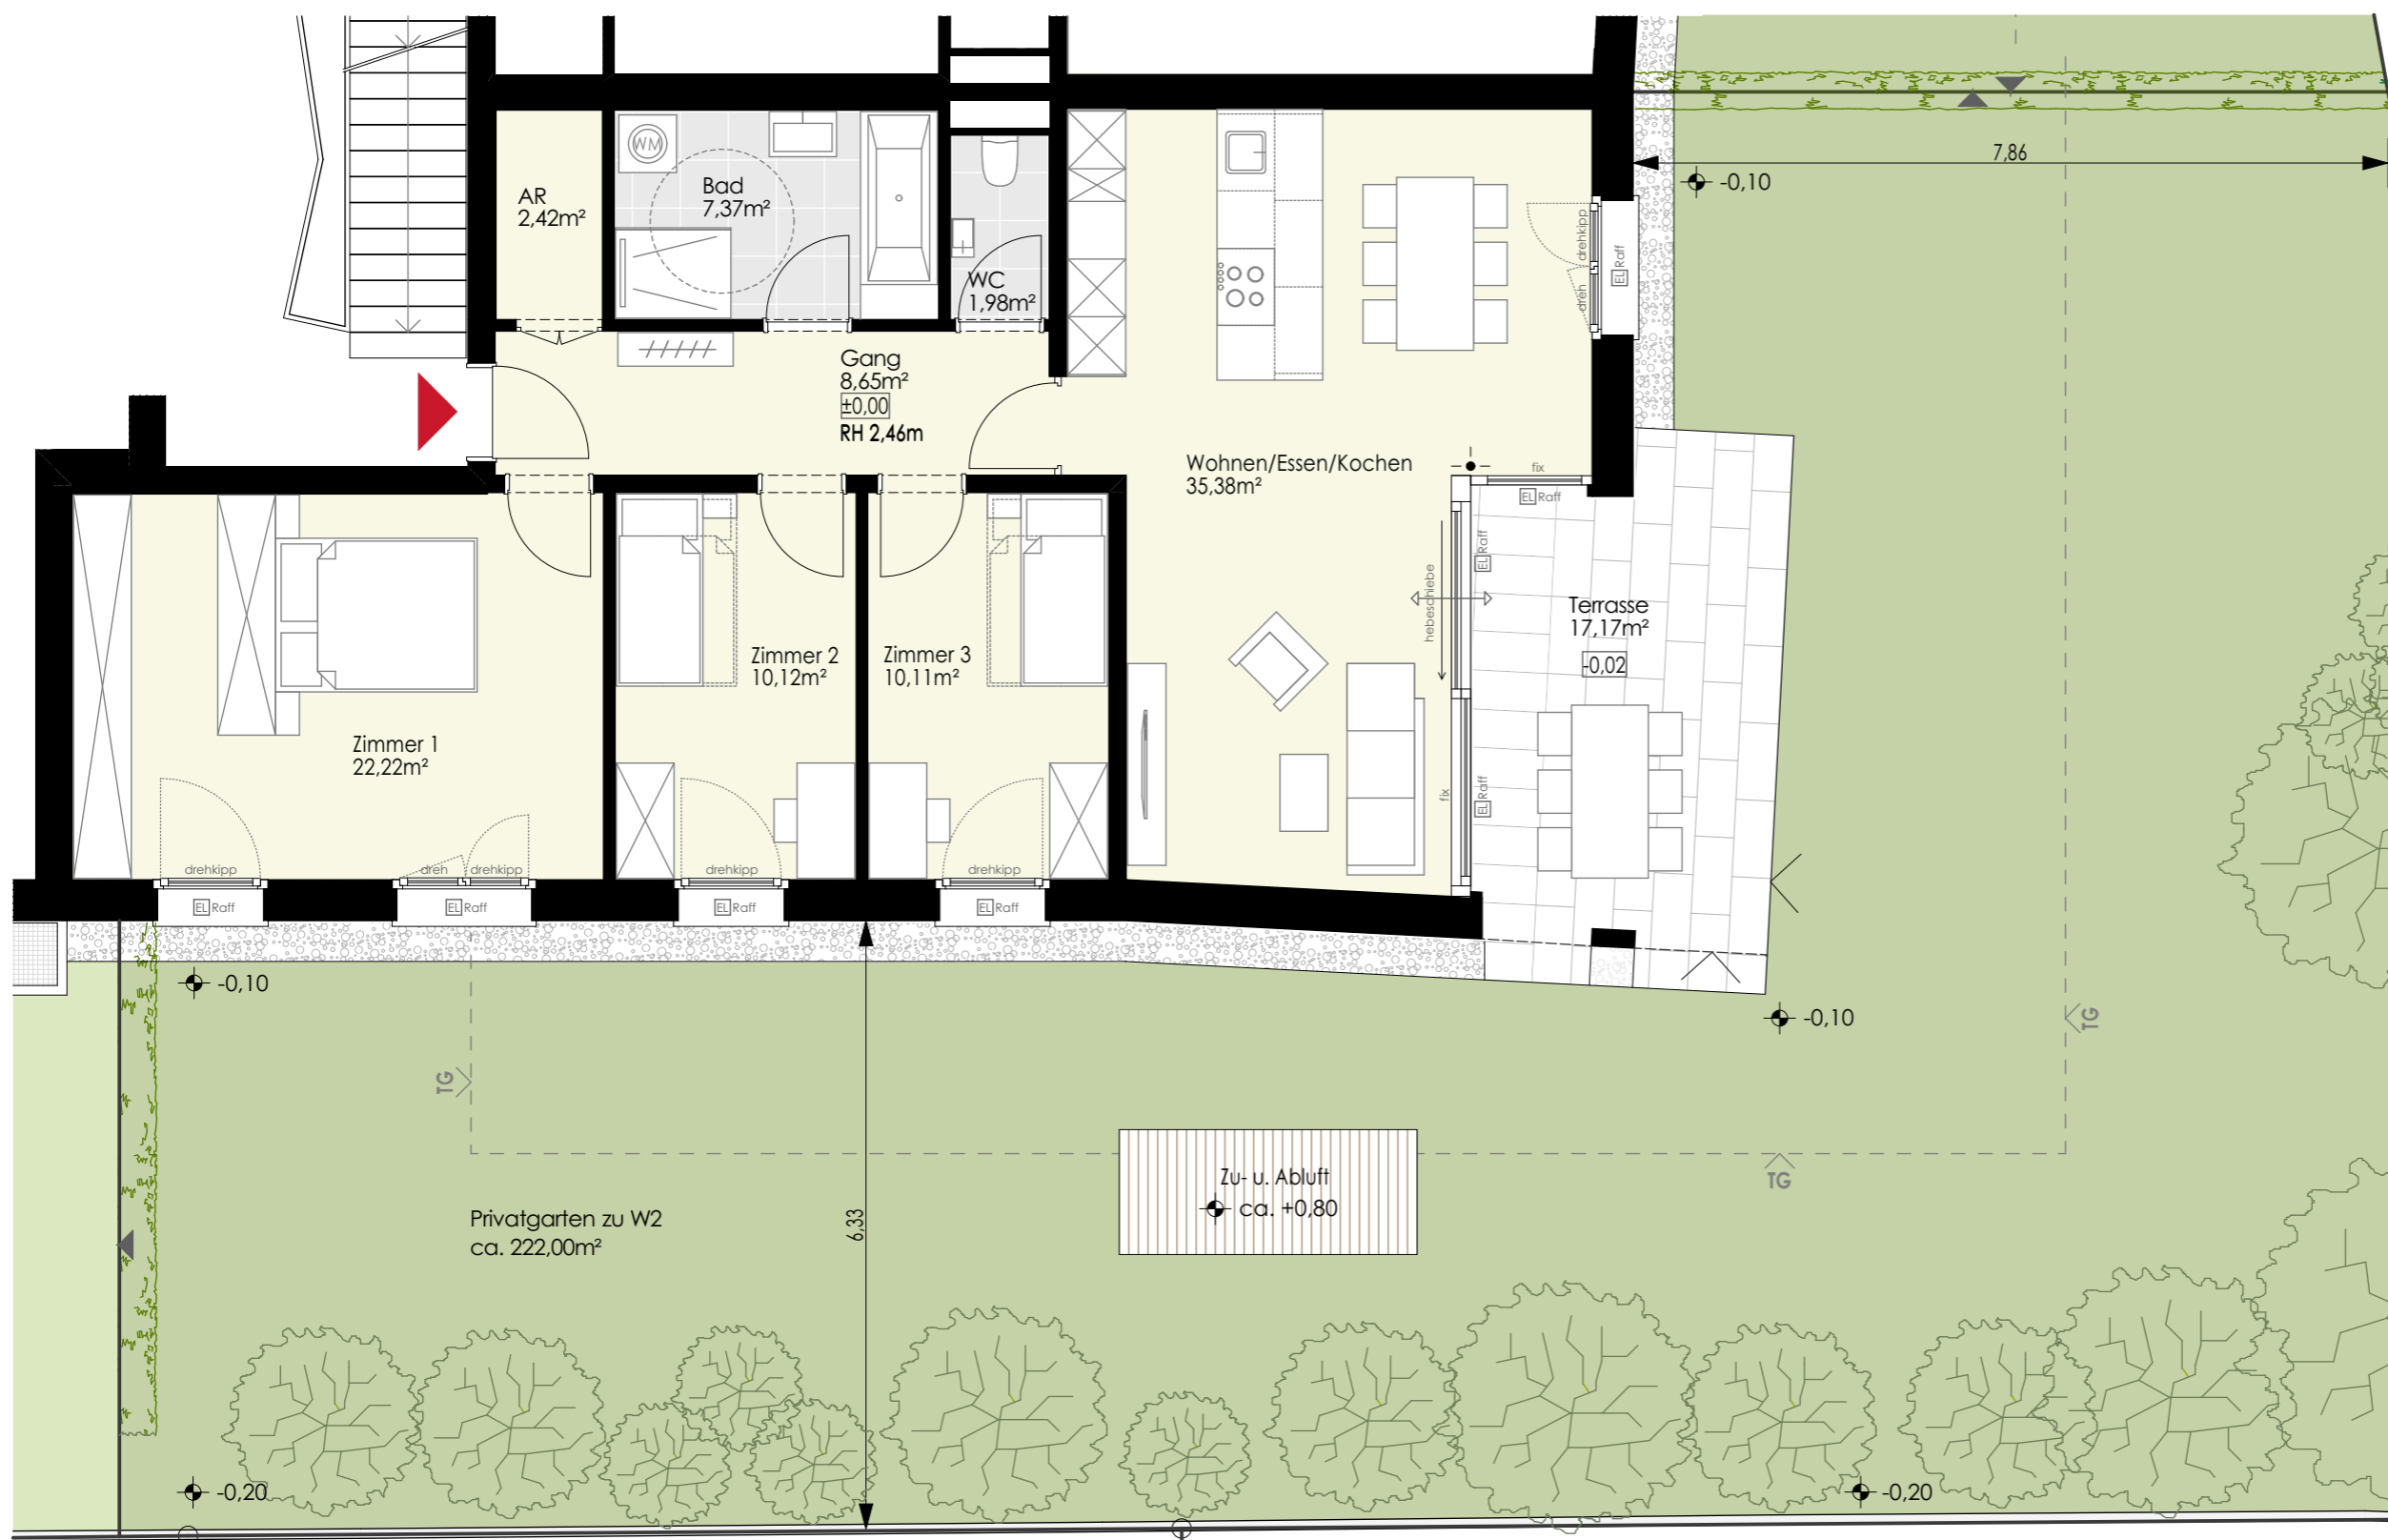 WM
AR
2,42m²
Bad
7,37m²
WC
1,98m²
7,86
-0,10
drehkipp
dreh
EL Raff
Gang
8,65m²
±0,00
RH 2,46m
Wohnen/Essen/Kochen
35,38m²
fix
EL Raff
EL Raff
hebeschiebe
Terrasse
17,17m²
-0,02
Zimmer 1
22,22m²
Zimmer 2
10,12m²
Zimmer 3
10,11m²
fix
EL Raff
drehkipp
dreh
drehkipp
drehkipp
drehkipp
EL Raff
EL Raff
EL Raff
EL Raff
-0,10
-0,10
TG
TG
TG
Zu- u. Abluft
ca. +0,80
Privatgarten zu W2
ca. 222,00m²
6,33
-0,20
-0,20